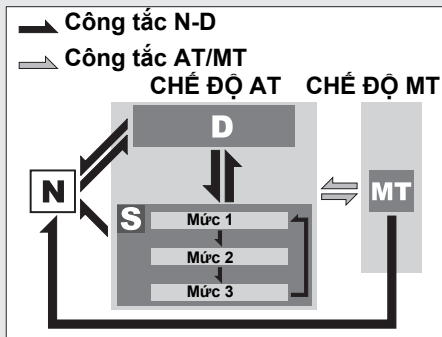 Công tắc N-D
Công tắc AT/MT
CHẾ ĐỘ AT CHẾ ĐỘ MT
D
N
S
MT
Mức 1
Mức 2
Mức 3